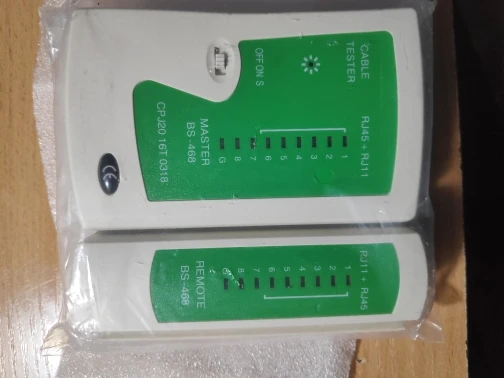 CABLE
TESTER
OFF ON S
RJ45 + RJ11
1
2
3
4
5
6
7
8
G
MASTER
BS-468
CPJ20 16T 0318
CE
RJ11 + RJ45
1
2
3
4
5
6
7
8
G
REMOTE
BS-468